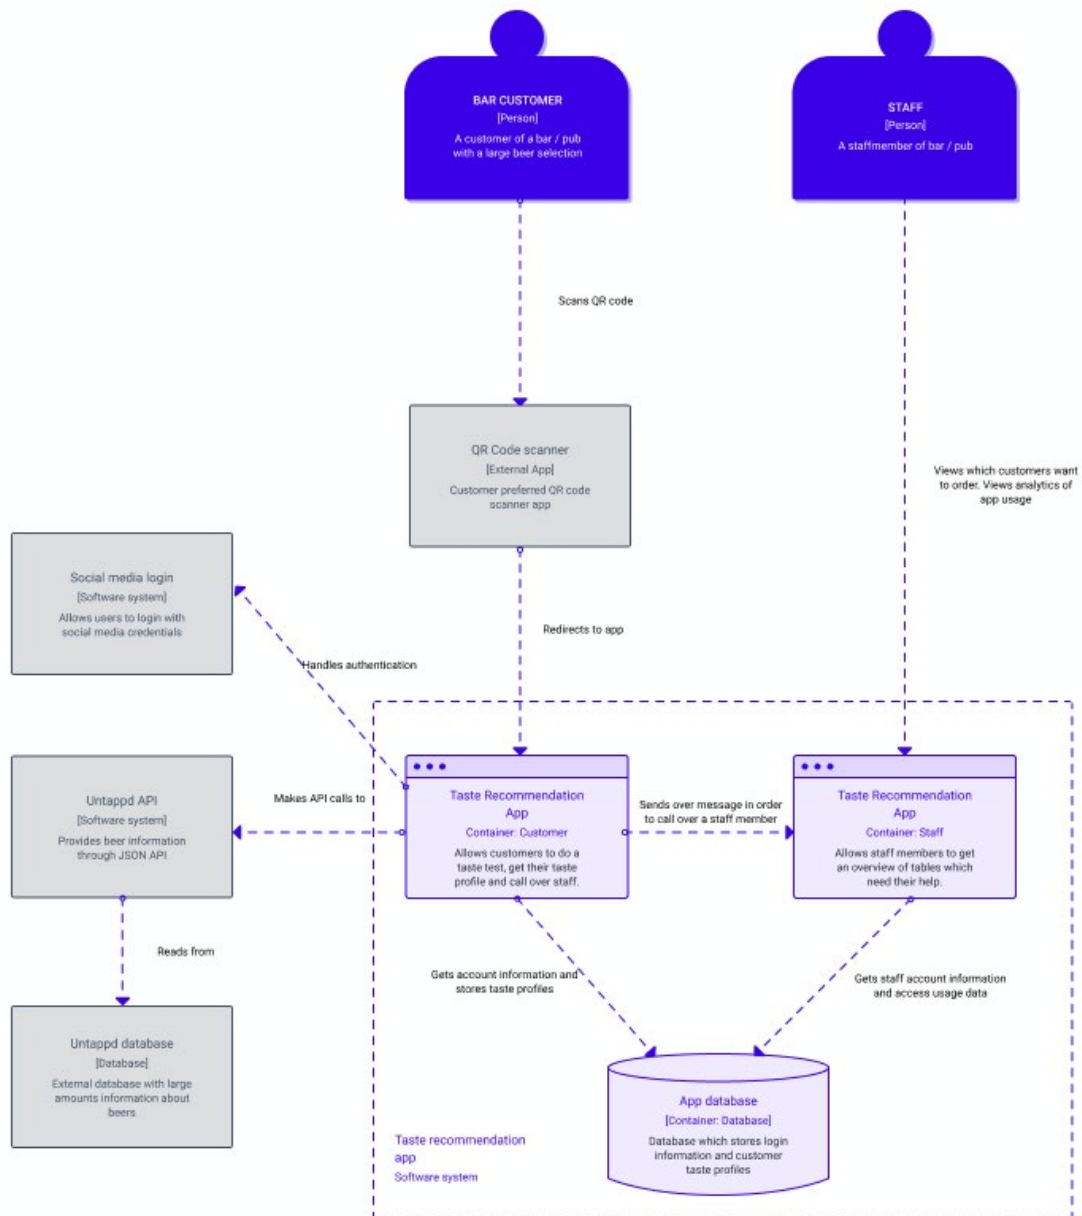 BAR CUSTOMER
[Person]
A customer of a bar / pub
with a large beer selection
STAFF
[Person]
A staffmember of bar / pub
Scans QR code
QR Code scanner
[External App]
Customer preferred QR code
scanner app
Views which customers want
to order. Views analytics of
app usage
Social media login
[Software system]
Allows users to login with
social media credentials
Redirects to app
Handles authentication
Untappd API
[Software system]
Provides beer information
through JSON API
Makes API calls to
Taste Recommendation
App
Container: Customer
Allows customers to do a
taste test, get their taste
profile and call over staff.
Sends over message in order
to call over a staff member
Taste Recommendation
App
Container: Staff
Allows staff members to get
an overview of tables which
need their help.
Reads from
Gets account information and
stores taste profiles
Gets staff account information
and access usage data
Untappd database
[Database]
External database with large
amounts information about
beers
App database
[Container: Database]
Database which stores login
information and customer
taste profiles
Taste recommendation
app
Software system